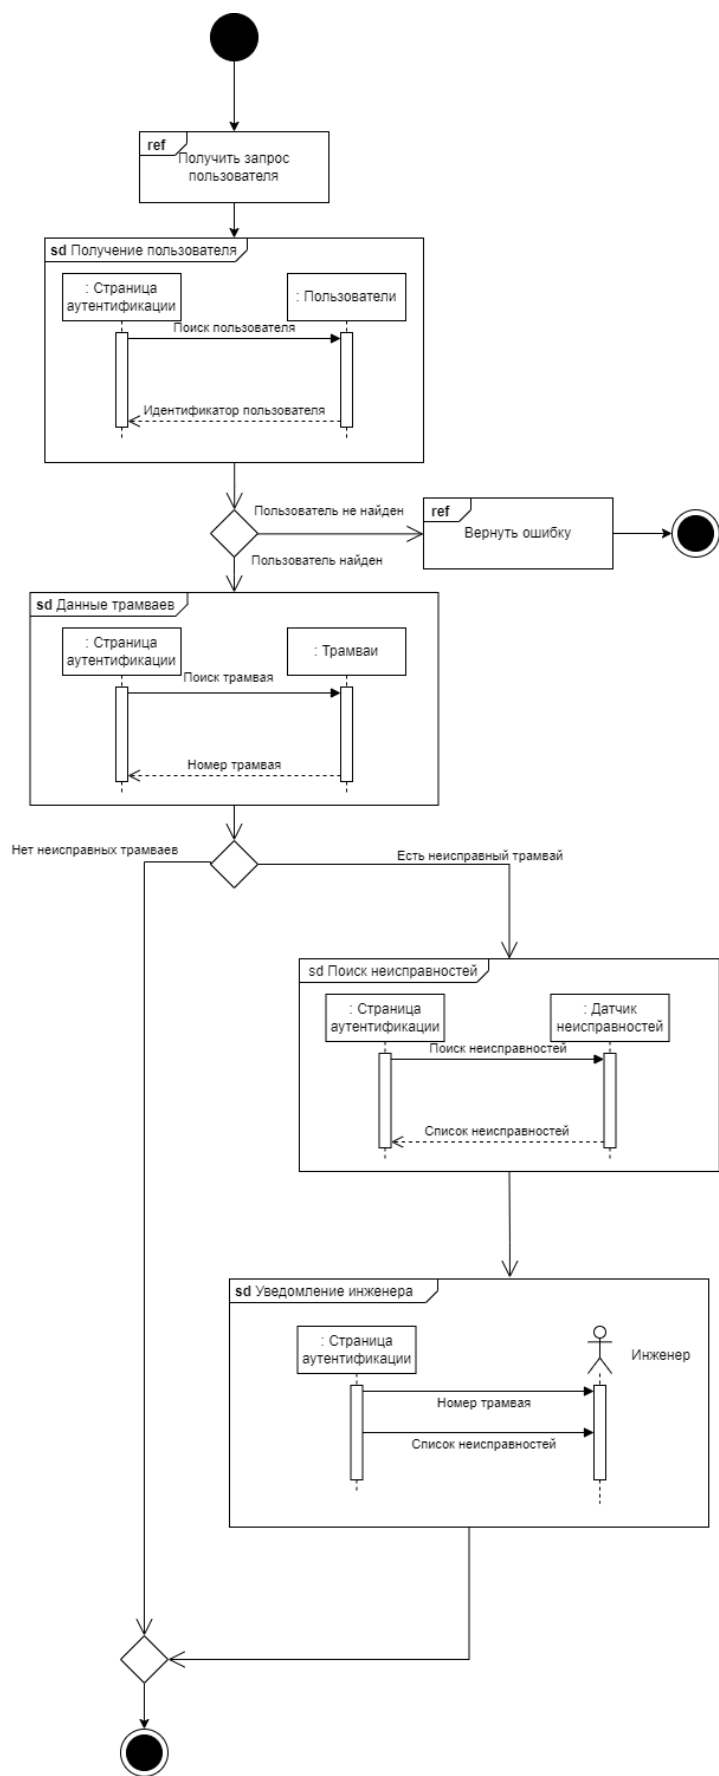 ref
Получить запрос
пользователя
sd Получение пользователя
: Страница
аутентификации
: Пользователи
Поиск пользователя
Идентификатор пользователя
Пользователь не найден
ref
Вернуть ошибку
Пользователь найден
sd Данные трамваев
: Страница
аутентификации
: Трамваи
Поиск трамвая
Номер трамвая
Нет неисправных трамваев
Есть неисправный трамвай
sd Поиск неисправностей
: Страница
аутентификации
: Датчик
неисправностей
Поиск неисправностей
Список неисправностей
sd Уведомление инженера
: Страница
аутентификации
Инженер
Номер трамвая
Список неисправностей